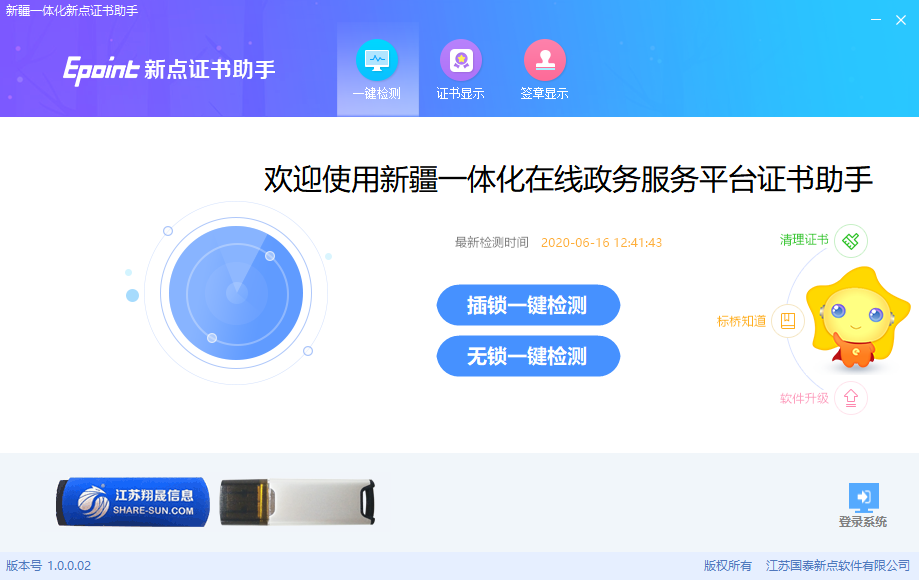 新疆一体化新点证书助手
Epoint 新点证书助手
一键检测
证书显示
签章显示
欢迎使用新疆一体化在线政务服务平台证书助手
最新检测时间 2020-06-16 12:41:43
清理证书
插锁一键检测
标桥知道
无锁一键检测
软件升级
江苏翔晟信息
SHARE-SUN.COM
登录系统
版本号 1.0.0.02
版权所有 江苏国泰新点软件有限公司